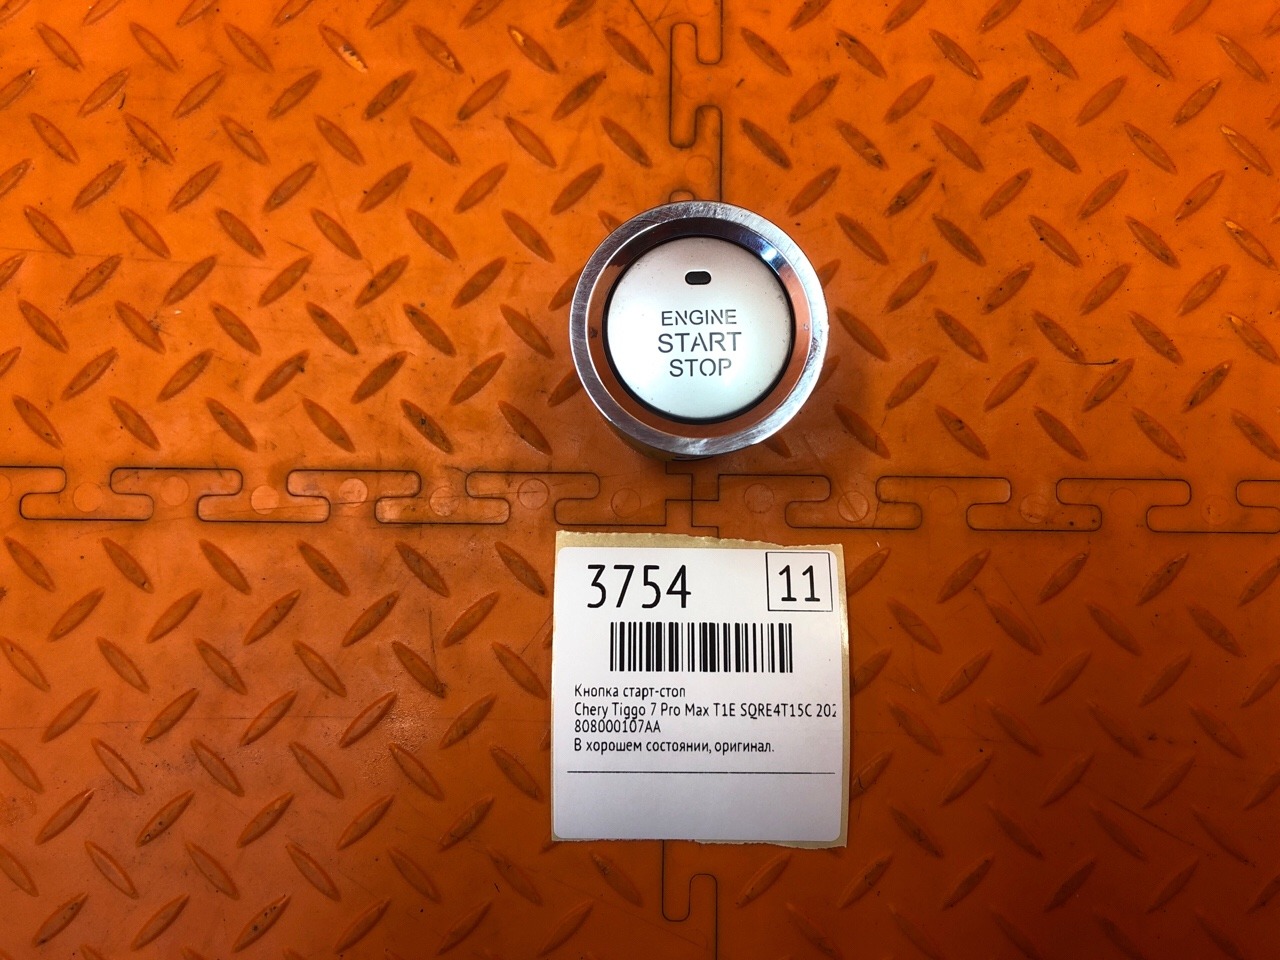 ENGINE
START
STOP
3754
11
Кнопка старт-стоп
Chery Tiggo 7 Pro Max T1E SQRE4T15C 202
808000107AA
В хорошем состоянии, оригинал.